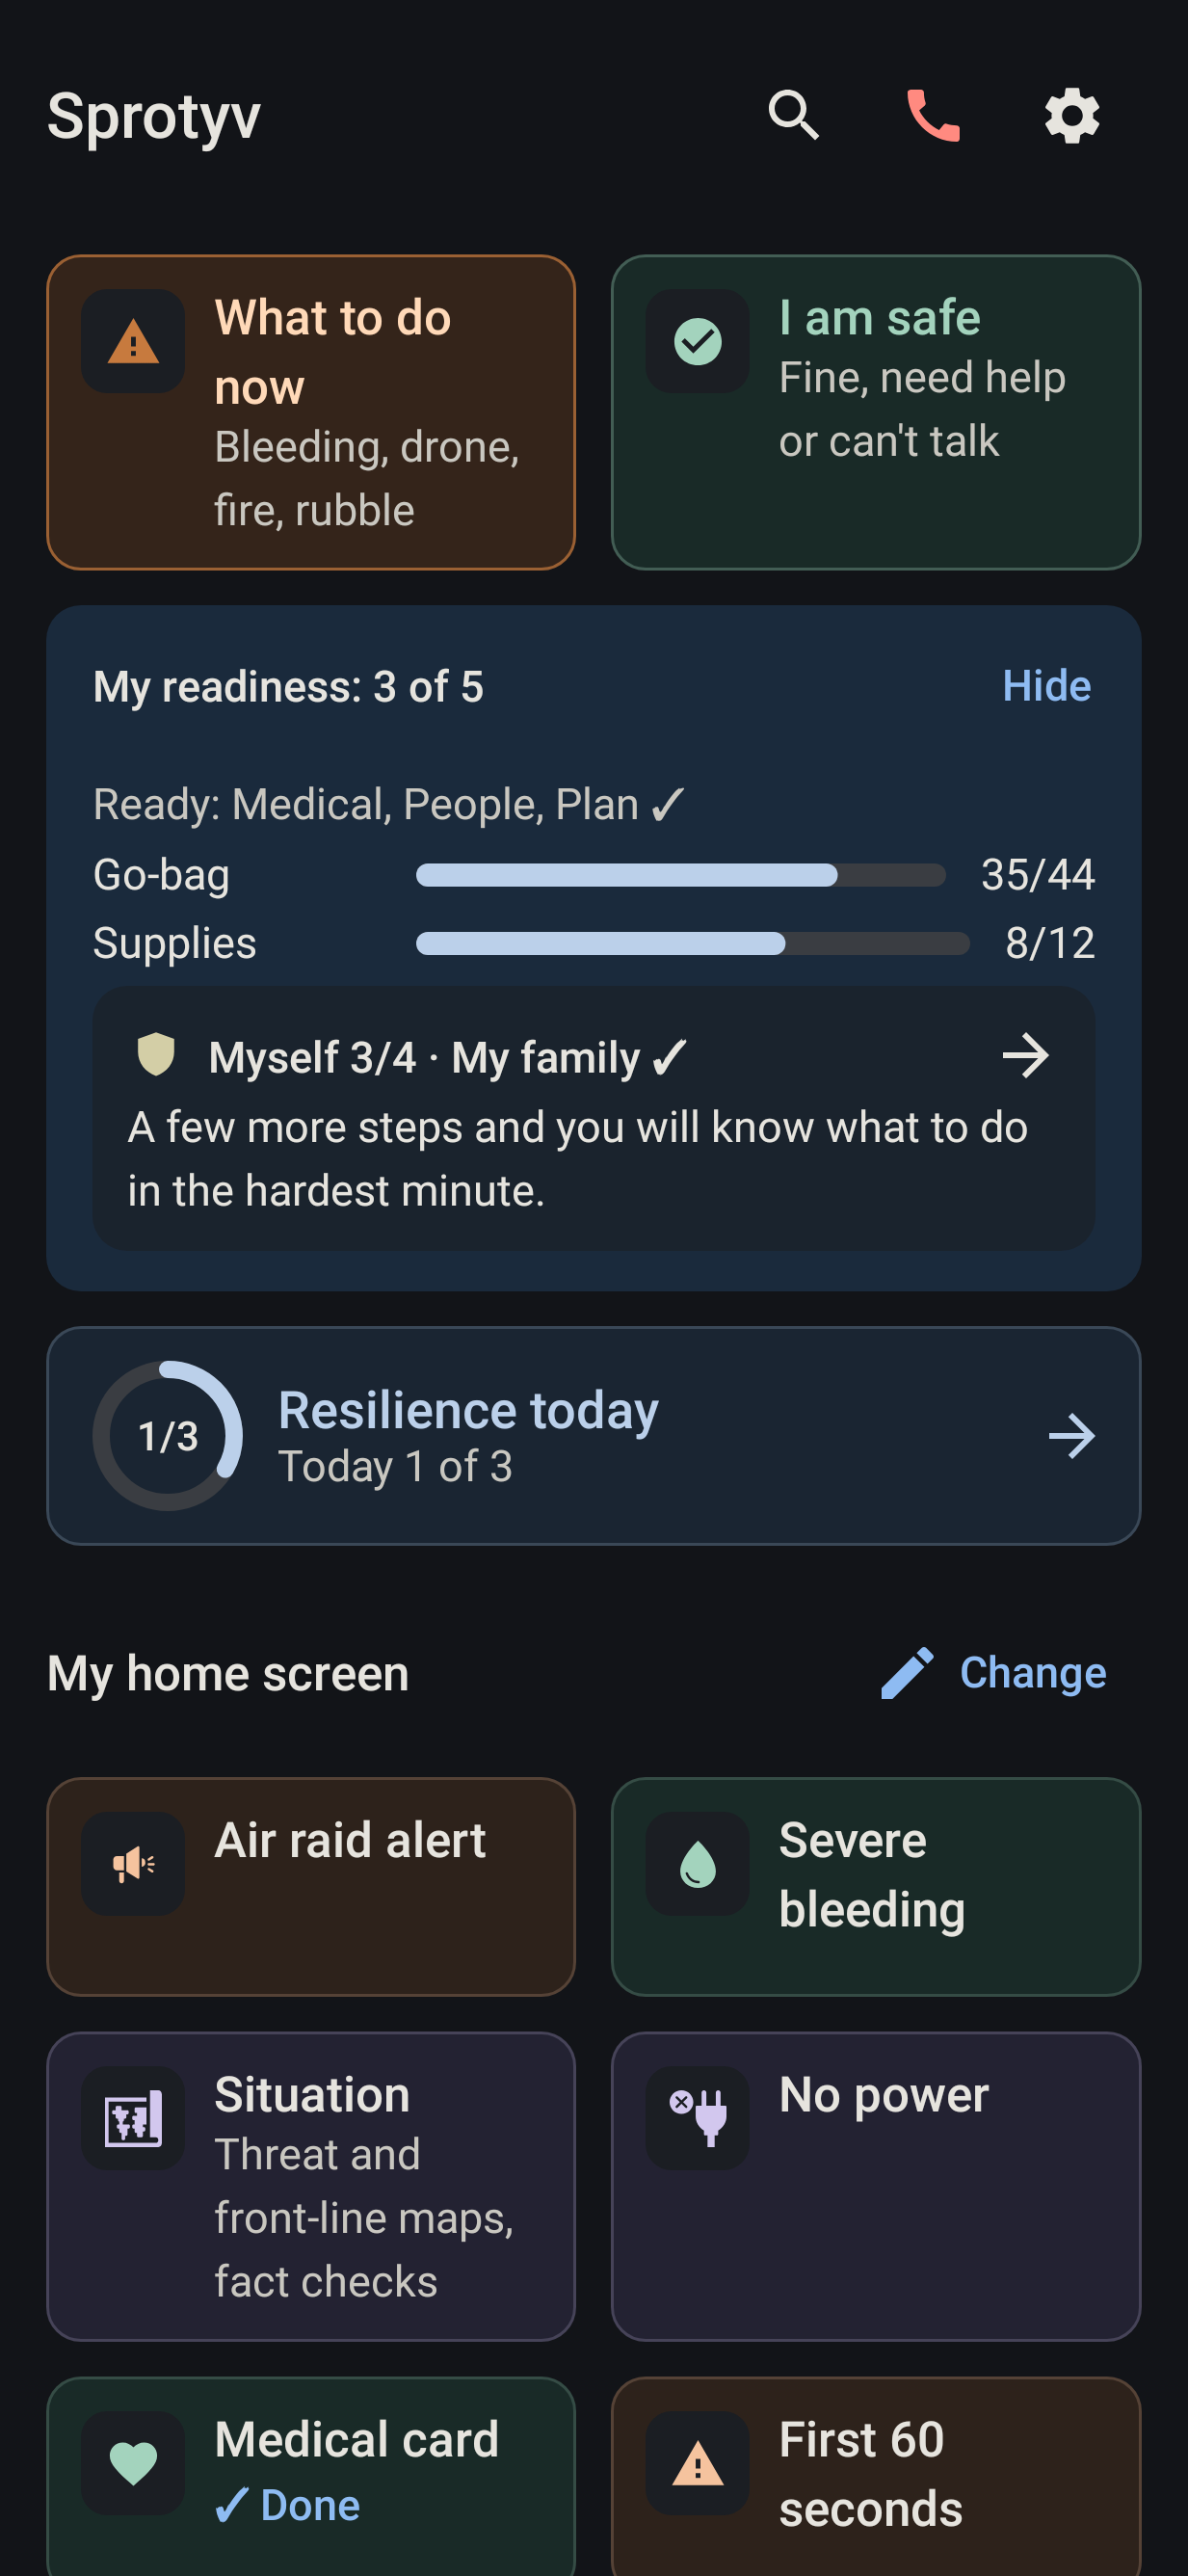 Sprotyv
What to do
now
Bleeding, drone,
fire, rubble
I am safe
Fine, need help
or can't talk
My readiness: 3 of 5
Hide
Ready: Medical, People, Plan ✓
Go-bag
35/44
Supplies
8/12
Myself 3/4 · My family ✓
A few more steps and you will know what to do
in the hardest minute.
1/3
Resilience today
Today 1 of 3
My home screen
Change
Air raid alert
Severe
bleeding
Situation
Threat and
front-line maps,
fact checks
No power
Medical card
✓ Done
First 60
seconds